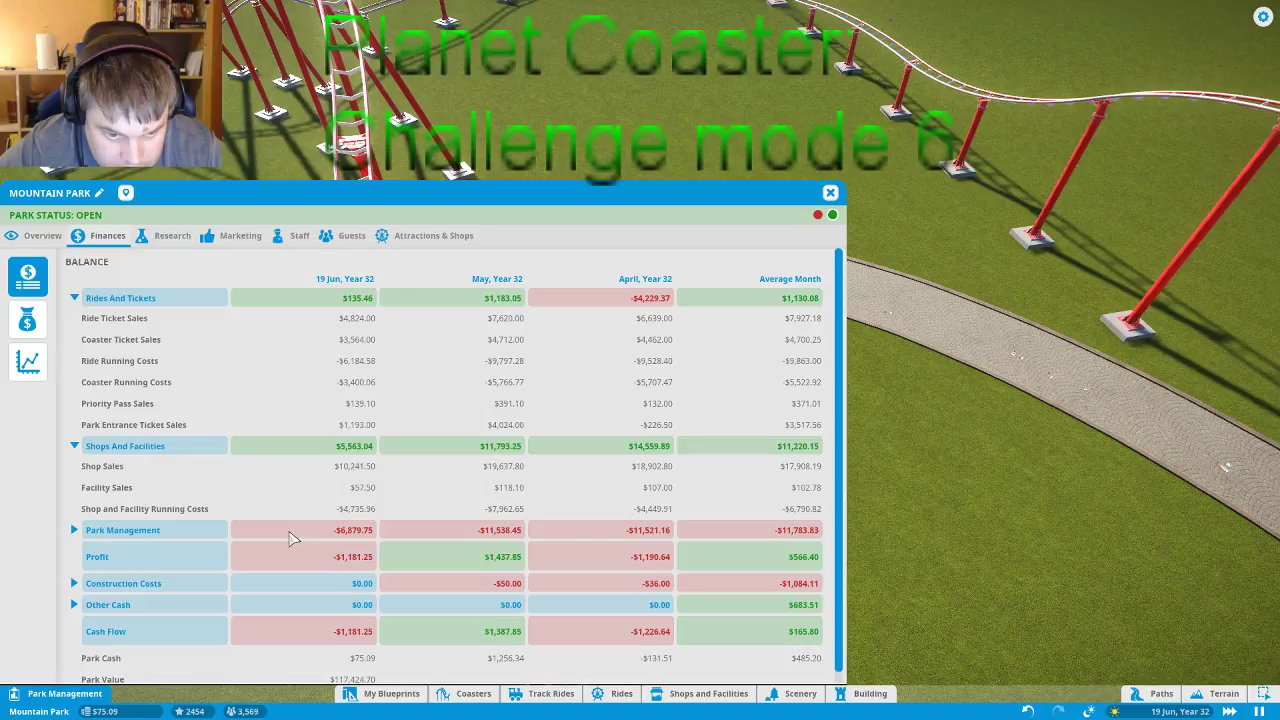 Planet Coaster
Challenge mode 6
MOUNTAIN PARK
PARK STATUS: OPEN
Overview Finances Research Marketing Staff Guests Attractions & Shops
BALANCE
19 Jun, Year 32 May, Year 32 April, Year 32 Average Month
Rides And Tickets $135.46 $1,183.05 -$4,229.37 $1,130.08
Ride Ticket Sales $4,824.00 $7,620.00 $6,639.00 $7,927.18
Coaster Ticket Sales $3,564.00 $4,712.00 $4,462.00 $4,700.25
Ride Running Costs -$6,184.58 -$9,797.28 -$9,528.40 -$9,863.00
Coaster Running Costs -$3,400.06 -$5,766.77 -$5,707.47 -$5,522.92
Priority Pass Sales $139.10 $391.10 $132.00 $371.01
Park Entrance Ticket Sales $1,193.00 $4,024.00 -$226.50 $3,517.56
Shops And Facilities $5,563.04 $11,793.25 $14,559.89 $11,220.15
Shop Sales $10,241.50 $19,637.80 $18,902.80 $17,908.19
Facility Sales $57.50 $118.10 $107.00 $102.78
Shop and Facility Running Costs -$4,735.96 -$7,962.65 -$4,449.91 -$6,790.82
Park Management -$6,879.75 -$11,538.45 -$11,521.16 -$11,783.83
Profit -$1,181.25 $1,437.85 -$1,190.64 $566.40
Construction Costs $0.00 -$50.00 -$36.00 -$1,084.11
Other Cash $0.00 $0.00 $0.00 $683.51
Cash Flow -$1,181.25 $1,387.85 -$1,226.64 $165.80
Park Cash $75.09 $1,256.34 -$131.51 $485.20
Park Value $117,424.70
Park Management My Blueprints Coasters Track Rides Rides Shops and Facilities Scenery Building Paths Terrain
Mountain Park $75.09 2454 3,569 19 Jun, Year 32